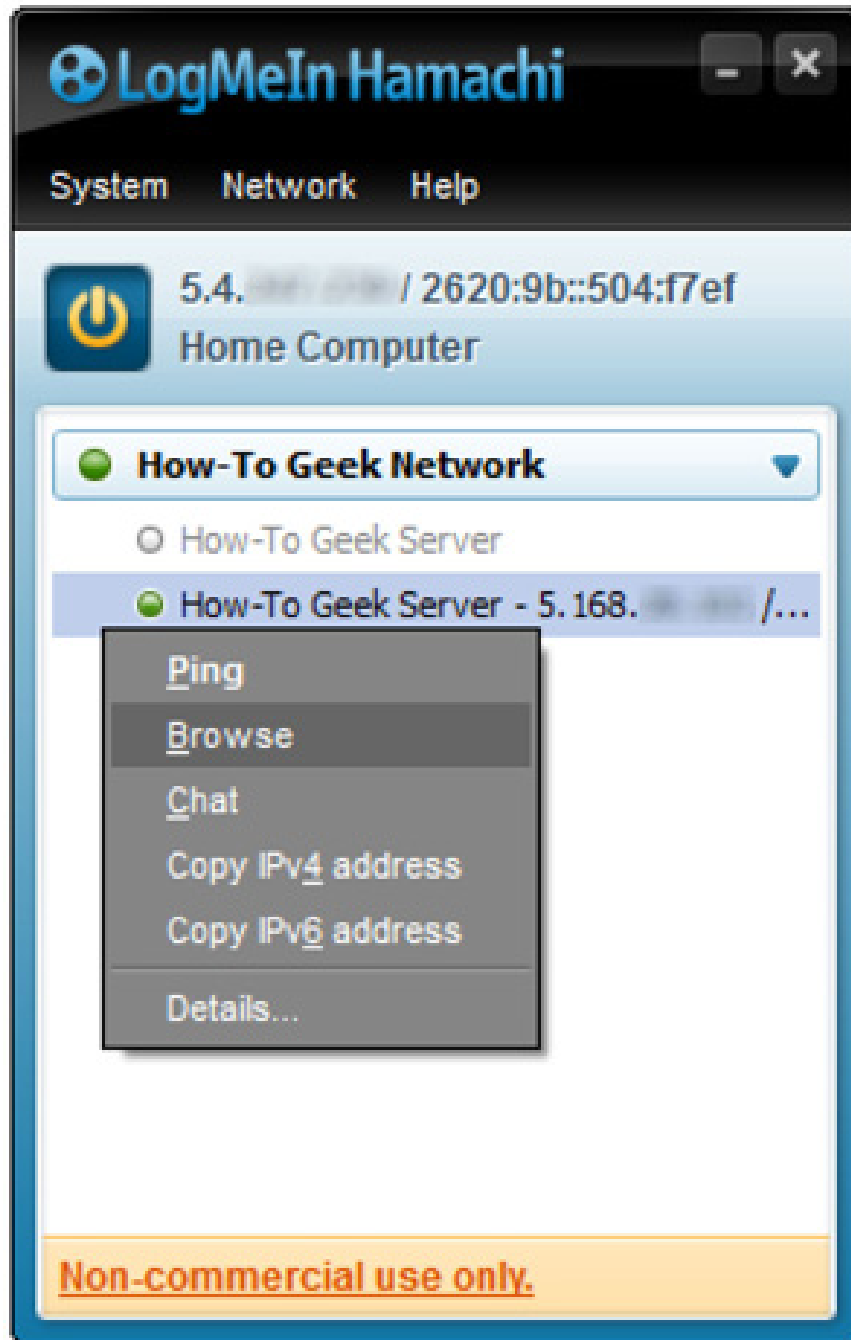 LogMeIn Hamachi
System Network Help
5.4. / 2620:9b::504:f7ef
Home Computer
How-To Geek Network
How-To Geek Server
How-To Geek Server - 5.168. /...
Ping
Browse
Chat
Copy IPv4 address
Copy IPv6 address
Details...
Non-commercial use only.